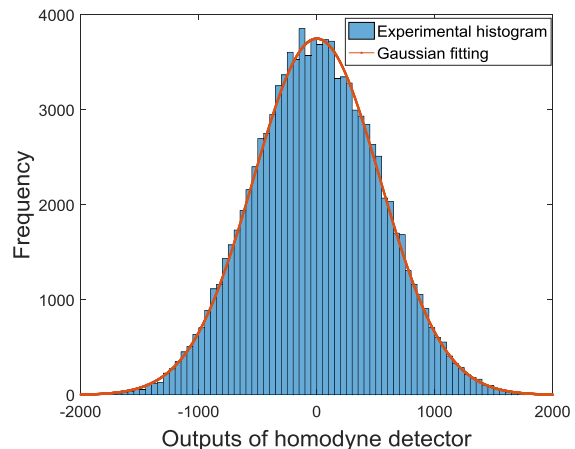 Experimental histogram
Gaussian fitting
4000
3000
2000
1000
0
Frequency
-2000 -1000 0 1000 2000
Outputs of homodyne detector